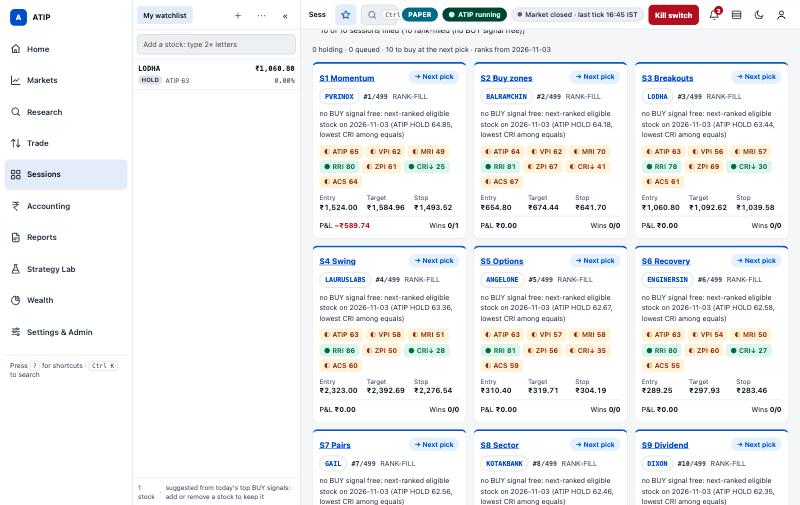 A ATIP
Home
Markets
Research
Trade
Sessions
Accounting
Reports
Strategy Lab
Wealth
Settings & Admin
Press ? for shortcuts · Ctrl K
to search
My watchlist + ⋯ «
Add a stock: type 2+ letters
LODHA ₹1,060.80
HOLD ATIP 63 0.00%
1 stock · suggested from today's top BUY signals: add or remove a stock to keep it
Sess Ctrl PAPER ATIP running Market closed · last tick 16:45 IST Kill switch 3
10 of 10 sessions filled (10 rank-filled (no BUY signal free))
0 holding · 0 queued · 10 to buy at the next pick · ranks from 2026-11-03
S1 Momentum → Next pick
PVRINOX #1/499 RANK-FILL
no BUY signal free: next-ranked eligible
stock on 2026-11-03 (ATIP HOLD 64.85,
lowest CRI among equals)
ATIP 65 VPI 62 MRI 49
RRI 80 ZPI 61 CRI↓ 25
ACS 64
Entry Target Stop
₹1,524.00 ₹1,584.96 ₹1,493.52
P&L −₹589.74 Wins 0/1
S2 Buy zones → Next pick
BALRAMCHIN #2/499 RANK-FILL
no BUY signal free: next-ranked eligible
stock on 2026-11-03 (ATIP HOLD 64.18,
lowest CRI among equals)
ATIP 64 VPI 62 MRI 70
RRI 81 ZPI 67 CRI↓ 41
ACS 67
Entry Target Stop
₹654.80 ₹674.44 ₹641.70
P&L ₹0.00 Wins 0/0
S3 Breakouts → Next pick
LODHA #3/499 RANK-FILL
no BUY signal free: next-ranked eligible
stock on 2026-11-03 (ATIP HOLD 63.44,
lowest CRI among equals)
ATIP 63 VPI 56 MRI 57
RRI 78 ZPI 69 CRI↓ 30
ACS 61
Entry Target Stop
₹1,060.80 ₹1,092.62 ₹1,039.58
P&L ₹0.00 Wins 0/0
S4 Swing → Next pick
LAURUSLABS #4/499 RANK-FILL
no BUY signal free: next-ranked eligible
stock on 2026-11-03 (ATIP HOLD 63.36,
lowest CRI among equals)
ATIP 63 VPI 58 MRI 51
RRI 86 ZPI 50 CRI↓ 28
ACS 60
Entry Target Stop
₹2,323.00 ₹2,392.69 ₹2,276.54
P&L ₹0.00 Wins 0/0
S5 Options → Next pick
ANGELONE #5/499 RANK-FILL
no BUY signal free: next-ranked eligible
stock on 2026-11-03 (ATIP HOLD 62.67,
lowest CRI among equals)
ATIP 63 VPI 57 MRI 58
RRI 81 ZPI 56 CRI↓ 35
ACS 59
Entry Target Stop
₹310.40 ₹319.71 ₹304.19
P&L ₹0.00 Wins 0/0
S6 Recovery → Next pick
ENGINERSIN #6/499 RANK-FILL
no BUY signal free: next-ranked eligible
stock on 2026-11-03 (ATIP HOLD 62.58,
lowest CRI among equals)
ATIP 63 VPI 54 MRI 50
RRI 80 ZPI 60 CRI↓ 27
ACS 55
Entry Target Stop
₹289.25 ₹297.93 ₹283.46
P&L ₹0.00 Wins 0/0
S7 Pairs → Next pick
GAIL #7/499 RANK-FILL
no BUY signal free: next-ranked eligible
stock on 2026-11-03 (ATIP HOLD 62.56,
lowest CRI among equals)
S8 Sector → Next pick
KOTAKBANK #8/499 RANK-FILL
no BUY signal free: next-ranked eligible
stock on 2026-11-03 (ATIP HOLD 62.46,
lowest CRI among equals)
S9 Dividend → Next pick
DIXON #10/499 RANK-FILL
no BUY signal free: next-ranked eligible
stock on 2026-11-03 (ATIP HOLD 62.35,
lowest CRI among equals)